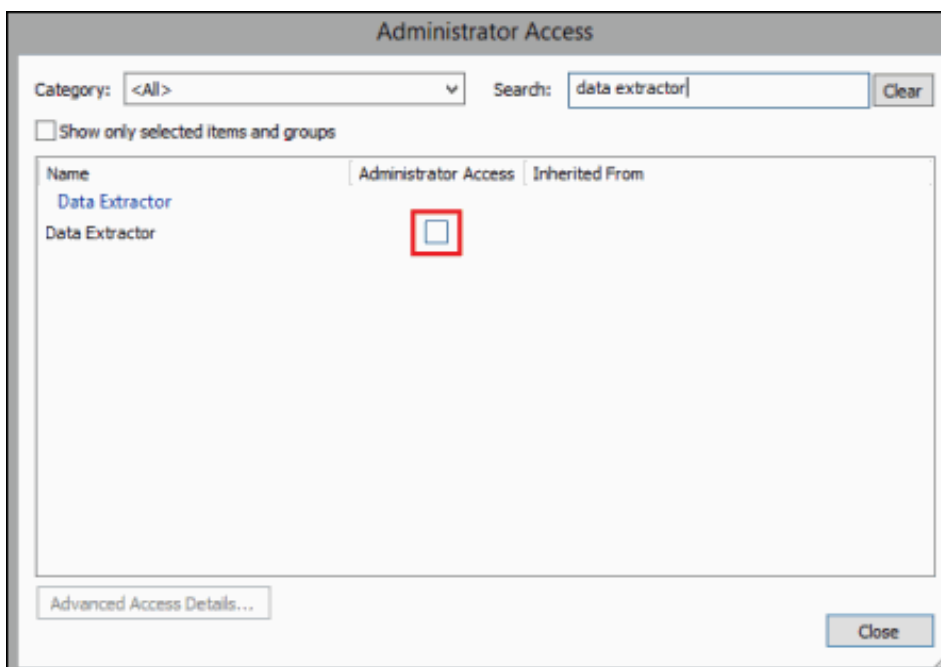 Administrator Access
Category: <All> Search: data extractor Clear
Show only selected items and groups
Name Administrator Access Inherited From
Data Extractor
Data Extractor
Advanced Access Details...
Close